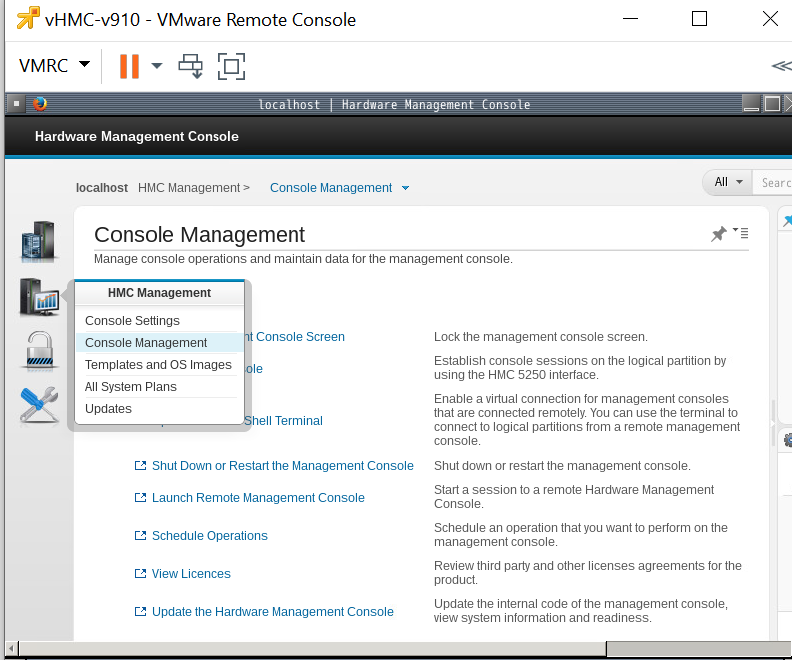 vHMC-v910 - VMware Remote Console
VMRC
localhost | Hardware Management Console
Hardware Management Console
localhost HMC Management > Console Management
All
Searc
Console Management
Manage console operations and maintain data for the management console.
HMC Management
Console Settings
Console Management
Templates and OS Images
All System Plans
Updates
nt Console Screen
Lock the management console screen.
ole
Establish console sessions on the logical partition by
using the HMC 5250 interface.
Shell Terminal
Enable a virtual connection for management consoles
that are connected remotely. You can use the terminal to
connect to logical partitions from a remote management
console.
Shut Down or Restart the Management Console
Shut down or restart the management console.
Launch Remote Management Console
Start a session to a remote Hardware Management
Console.
Schedule Operations
Schedule an operation that you want to perform on the
management console.
View Licences
Review third party and other licenses agreements for the
product.
Update the Hardware Management Console
Update the internal code of the management console,
view system information and readiness.